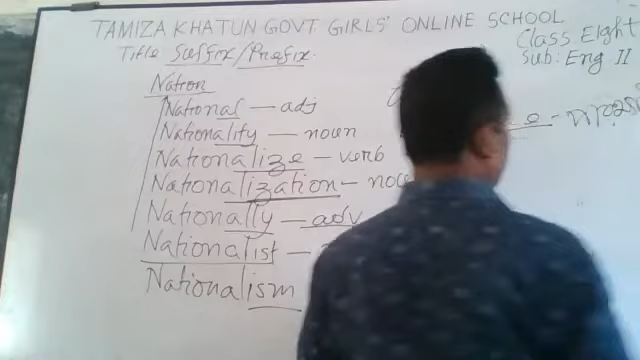 TAMIZA KHATUN GOVT GIRLS' ONLINE SCHOOL
Class Eight
Title Suffix/Prefix.
Sub: Eng II
Nation
National — adj
Nationality — noun
Nationalize — verb
Nationalization —
Nationally — adv
Nationalist —
Nationalism